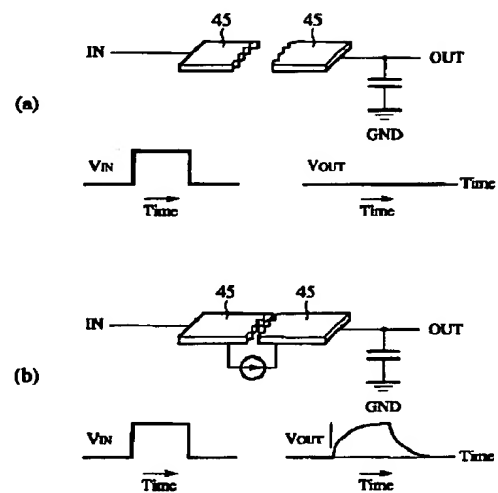 45 45
IN OUT
(a)
GND
VIN VOUT
Time Time Time
45 45
IN OUT
(b)
GND
VIN VOUT
Time Time Time